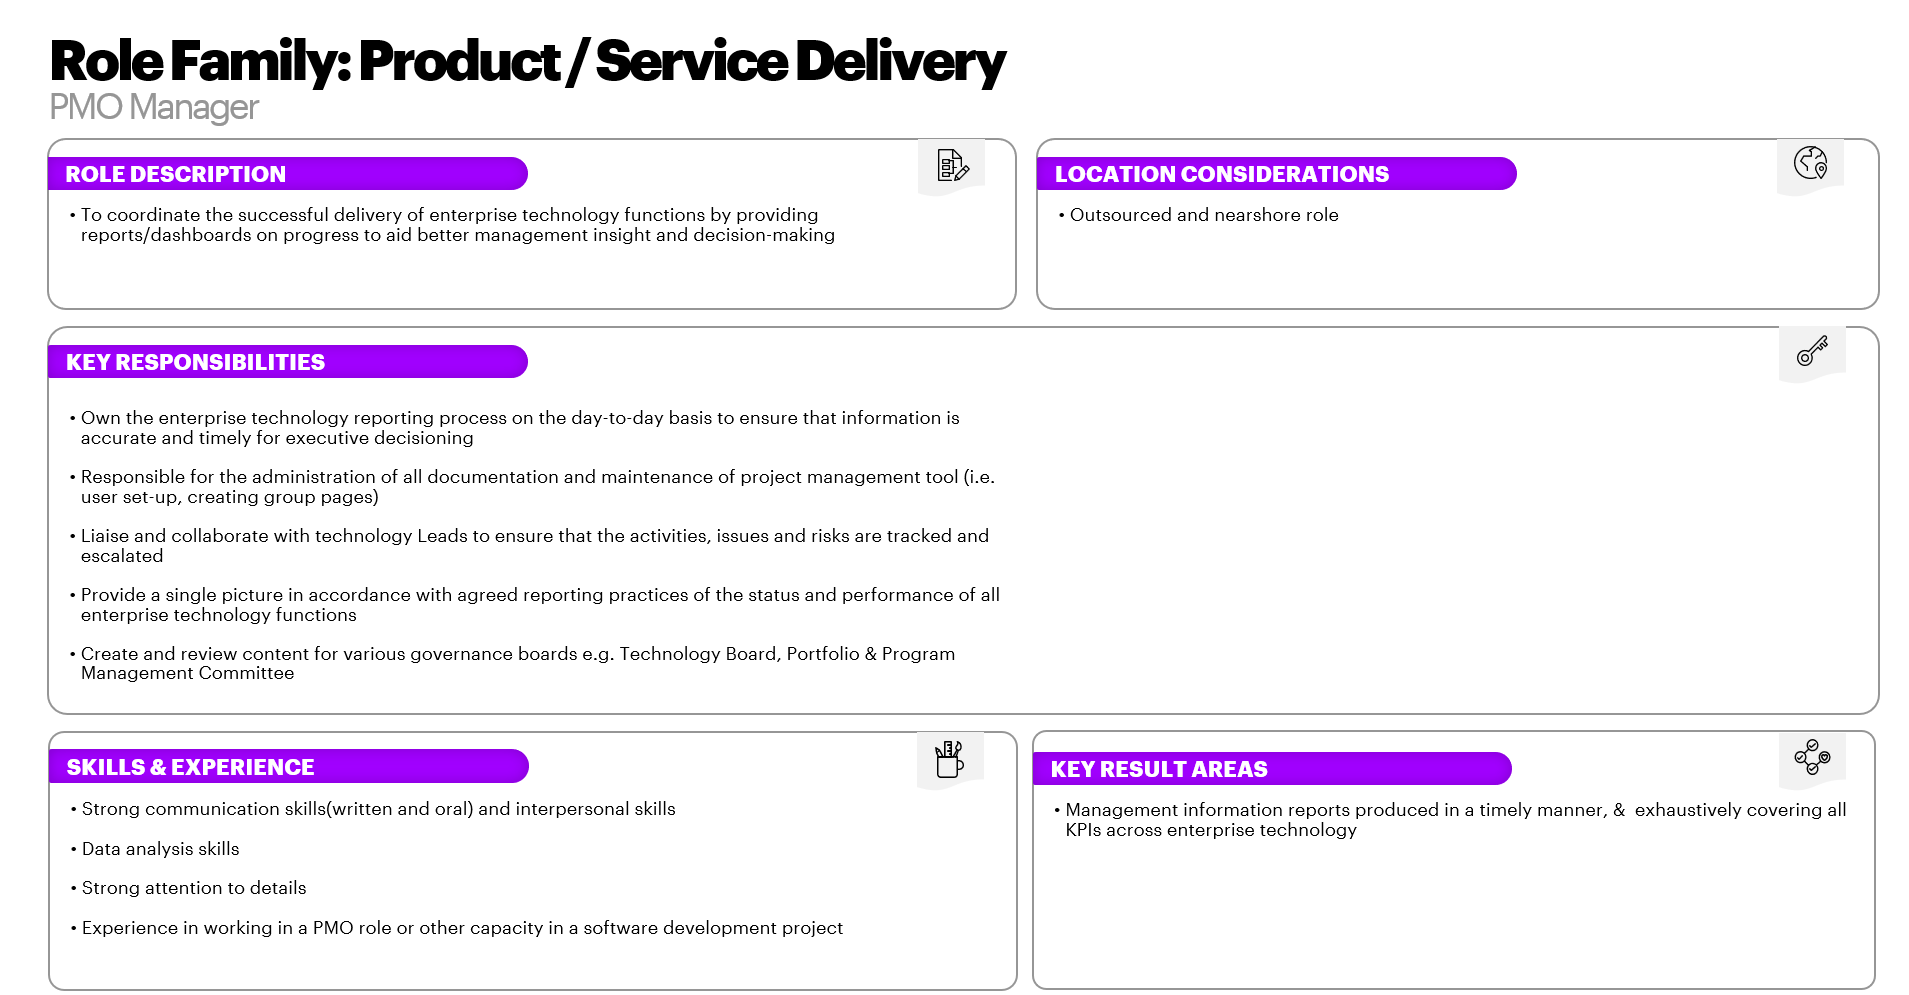 Role Family: Product / Service Delivery
PMO Manager
ROLE DESCRIPTION
• To coordinate the successful delivery of enterprise technology functions by providing
reports/dashboards on progress to aid better management insight and decision-making
LOCATION CONSIDERATIONS
• Outsourced and nearshore role
KEY RESPONSIBILITIES
• Own the enterprise technology reporting process on the day-to-day basis to ensure that information is
accurate and timely for executive decisioning
• Responsible for the administration of all documentation and maintenance of project management tool (i.e.
user set-up, creating group pages)
• Liaise and collaborate with technology Leads to ensure that the activities, issues and risks are tracked and
escalated
• Provide a single picture in accordance with agreed reporting practices of the status and performance of all
enterprise technology functions
• Create and review content for various governance boards e.g. Technology Board, Portfolio & Program
Management Committee
SKILLS & EXPERIENCE
• Strong communication skills(written and oral) and interpersonal skills
• Data analysis skills
• Strong attention to details
• Experience in working in a PMO role or other capacity in a software development project
KEY RESULT AREAS
• Management information reports produced in a timely manner, &  exhaustively covering all
KPIs across enterprise technology